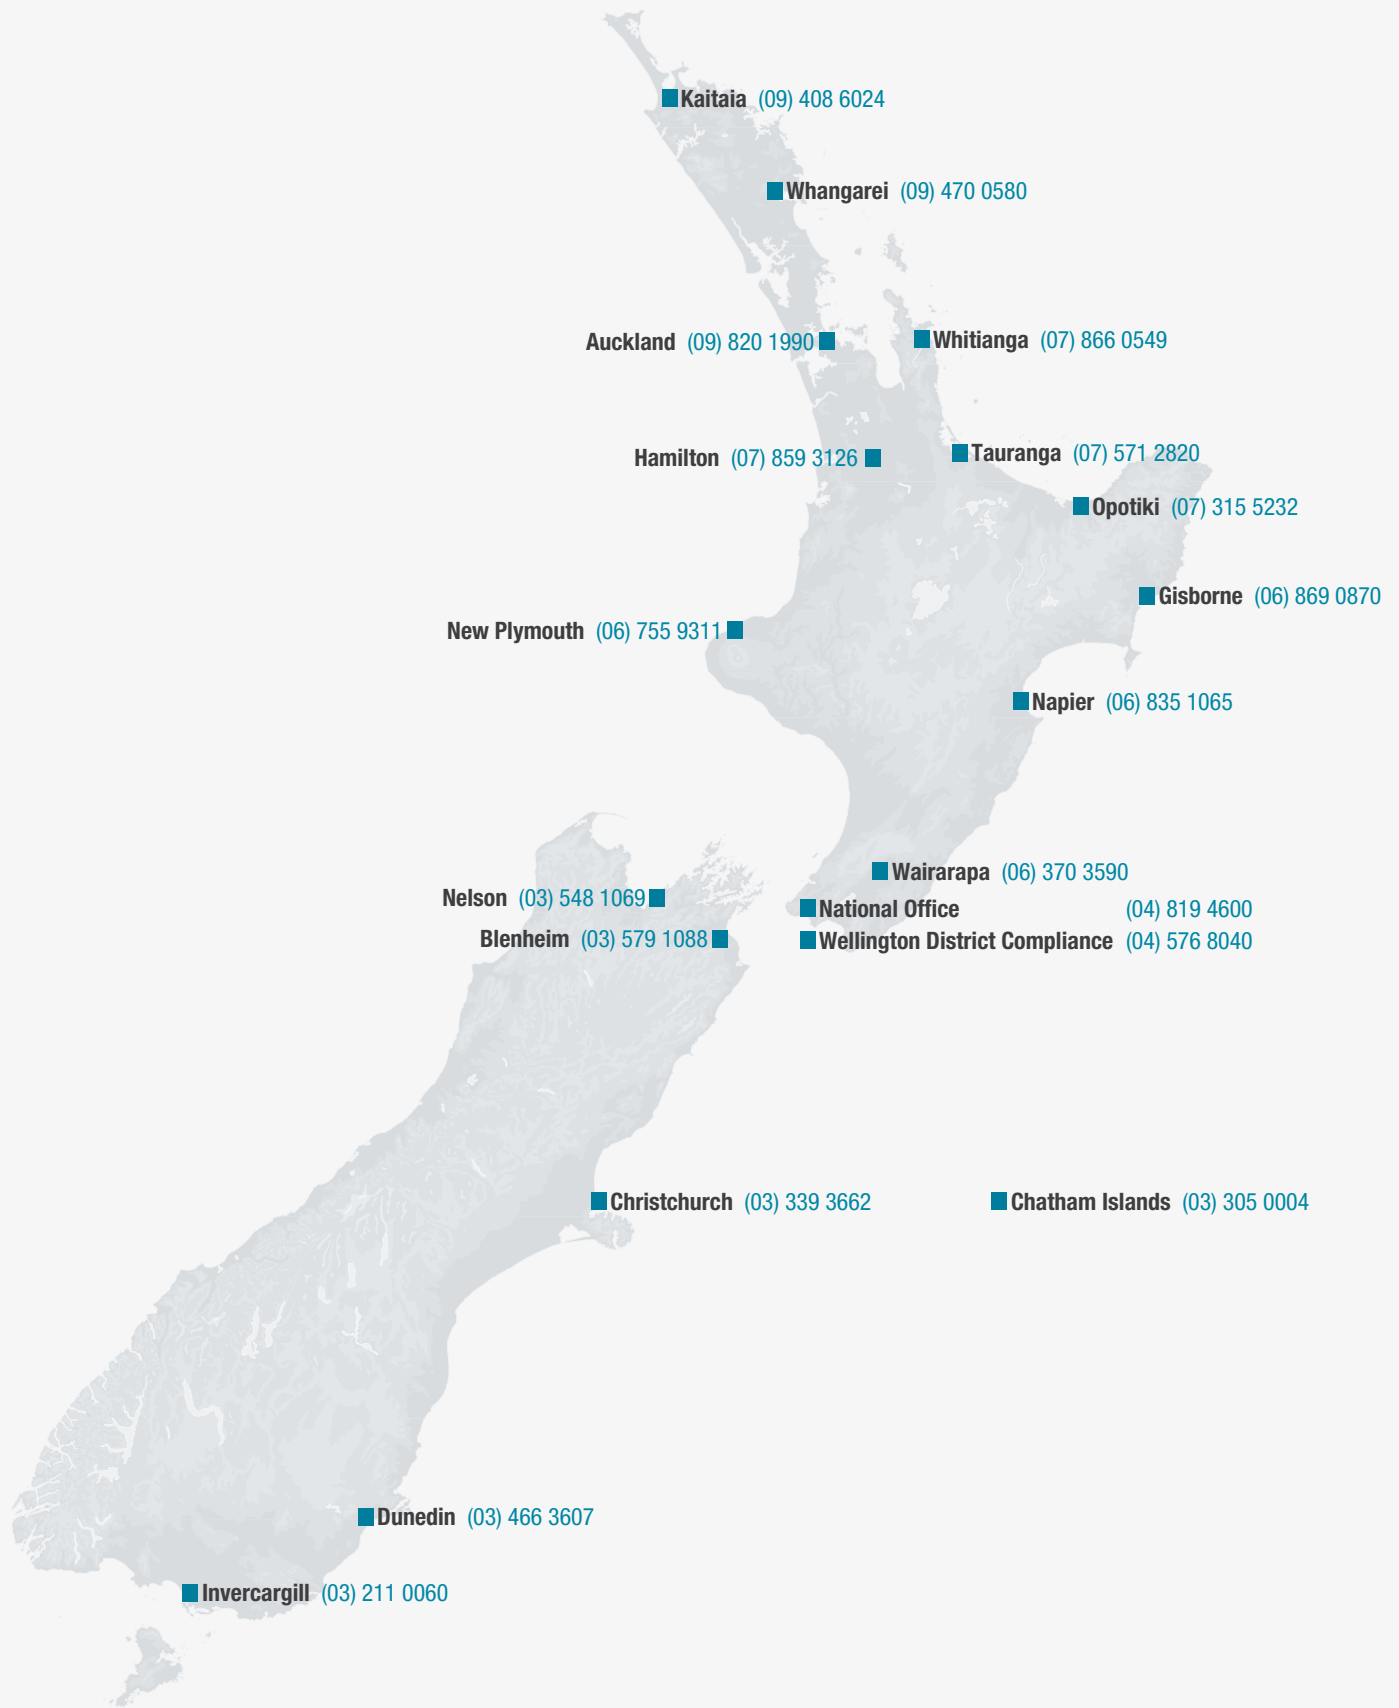 Kaitaia (09) 408 6024
Whangarei (09) 470 0580
Auckland (09) 820 1990
Whitianga (07) 866 0549
Hamilton (07) 859 3126
Tauranga (07) 571 2820
Opotiki (07) 315 5232
Gisborne (06) 869 0870
New Plymouth (06) 755 9311
Napier (06) 835 1065
Wairarapa (06) 370 3590
Nelson (03) 548 1069
National Office (04) 819 4600
Blenheim (03) 579 1088
Wellington District Compliance (04) 576 8040
Christchurch (03) 339 3662
Chatham Islands (03) 305 0004
Dunedin (03) 466 3607
Invercargill (03) 211 0060